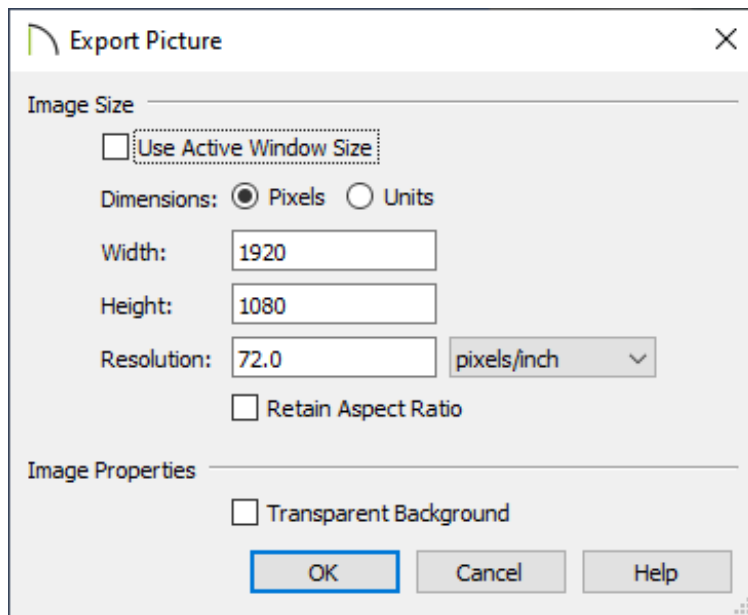 Export Picture
Image Size
Use Active Window Size
Dimensions: Pixels Units
Width: 1920
Height: 1080
Resolution: 72.0 pixels/inch
Retain Aspect Ratio
Image Properties
Transparent Background
OK Cancel Help